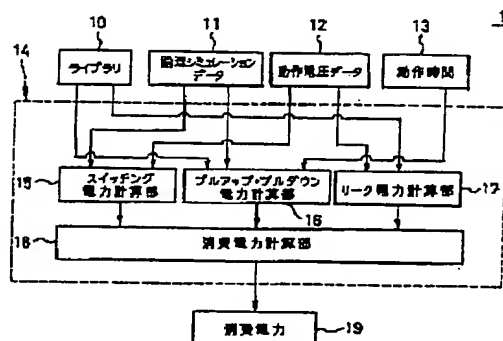 1
10
11
12
13
14
ライブラリ
論理シミュレーション
データ
動作電圧データ
動作時間
15
スイッチング
電力計算部
プルアップ・プルダウン
電力計算部
リーク電力計算部
17
16
18
消費電力計算部
消費電力
19